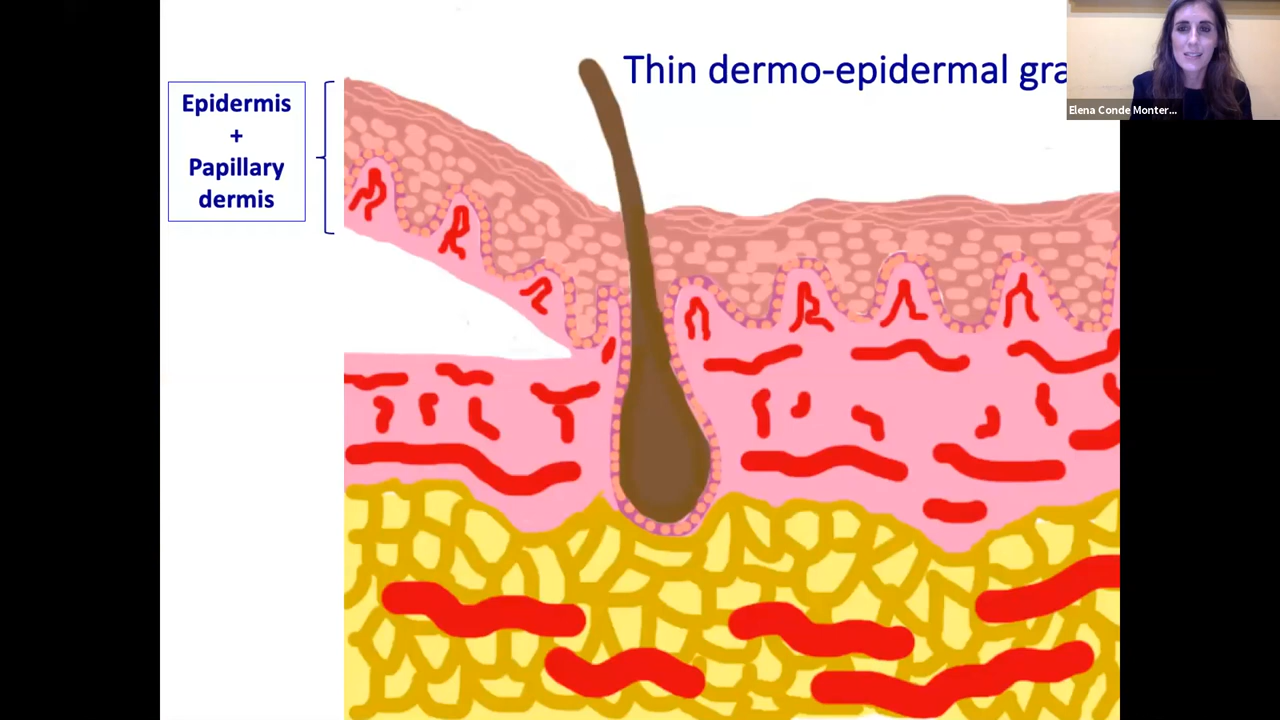 Thin dermo-epidermal gra
Elena Conde Monter...
Epidermis
+
Papillary
dermis